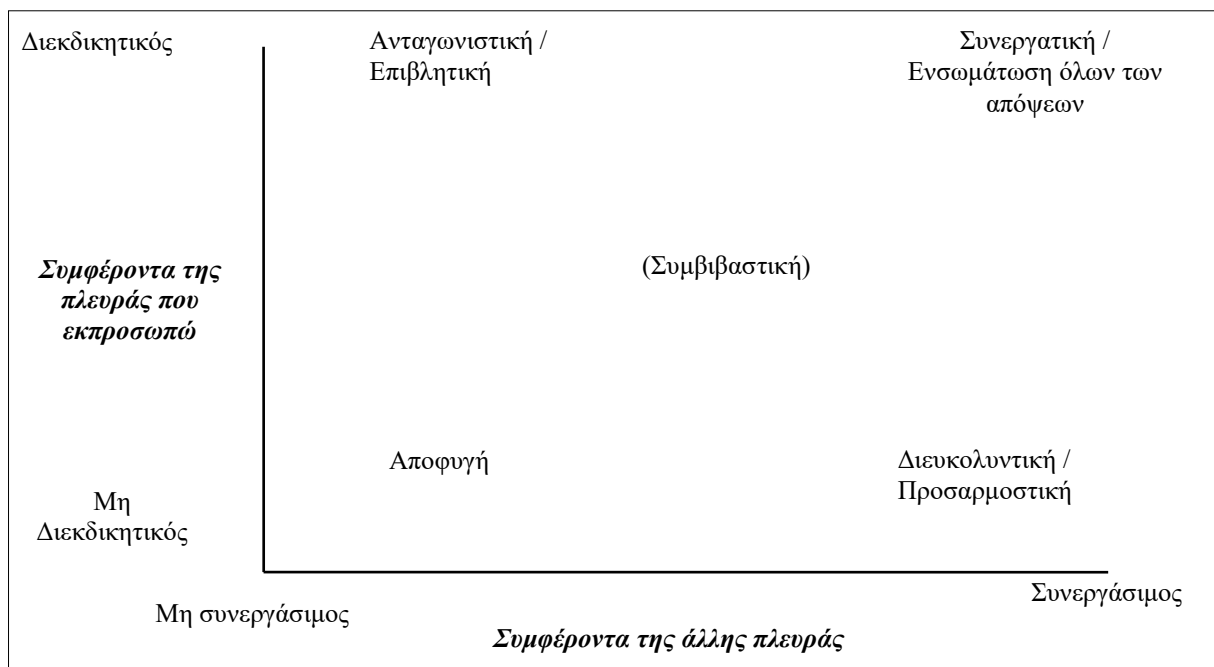 Διεκδικητικός
Ανταγωνιστική /
Επιβλητική
Συνεργατική /
Ενσωμάτωση όλων των
απόψεων
Συμφέροντα της
πλευράς που
εκπροσωπώ
(Συμβιβαστική)
Αποφυγή
Διευκολυντική /
Προσαρμοστική
Μη
Διεκδικητικός
Μη συνεργάσιμος
Συνεργάσιμος
Συμφέροντα της άλλης πλευράς